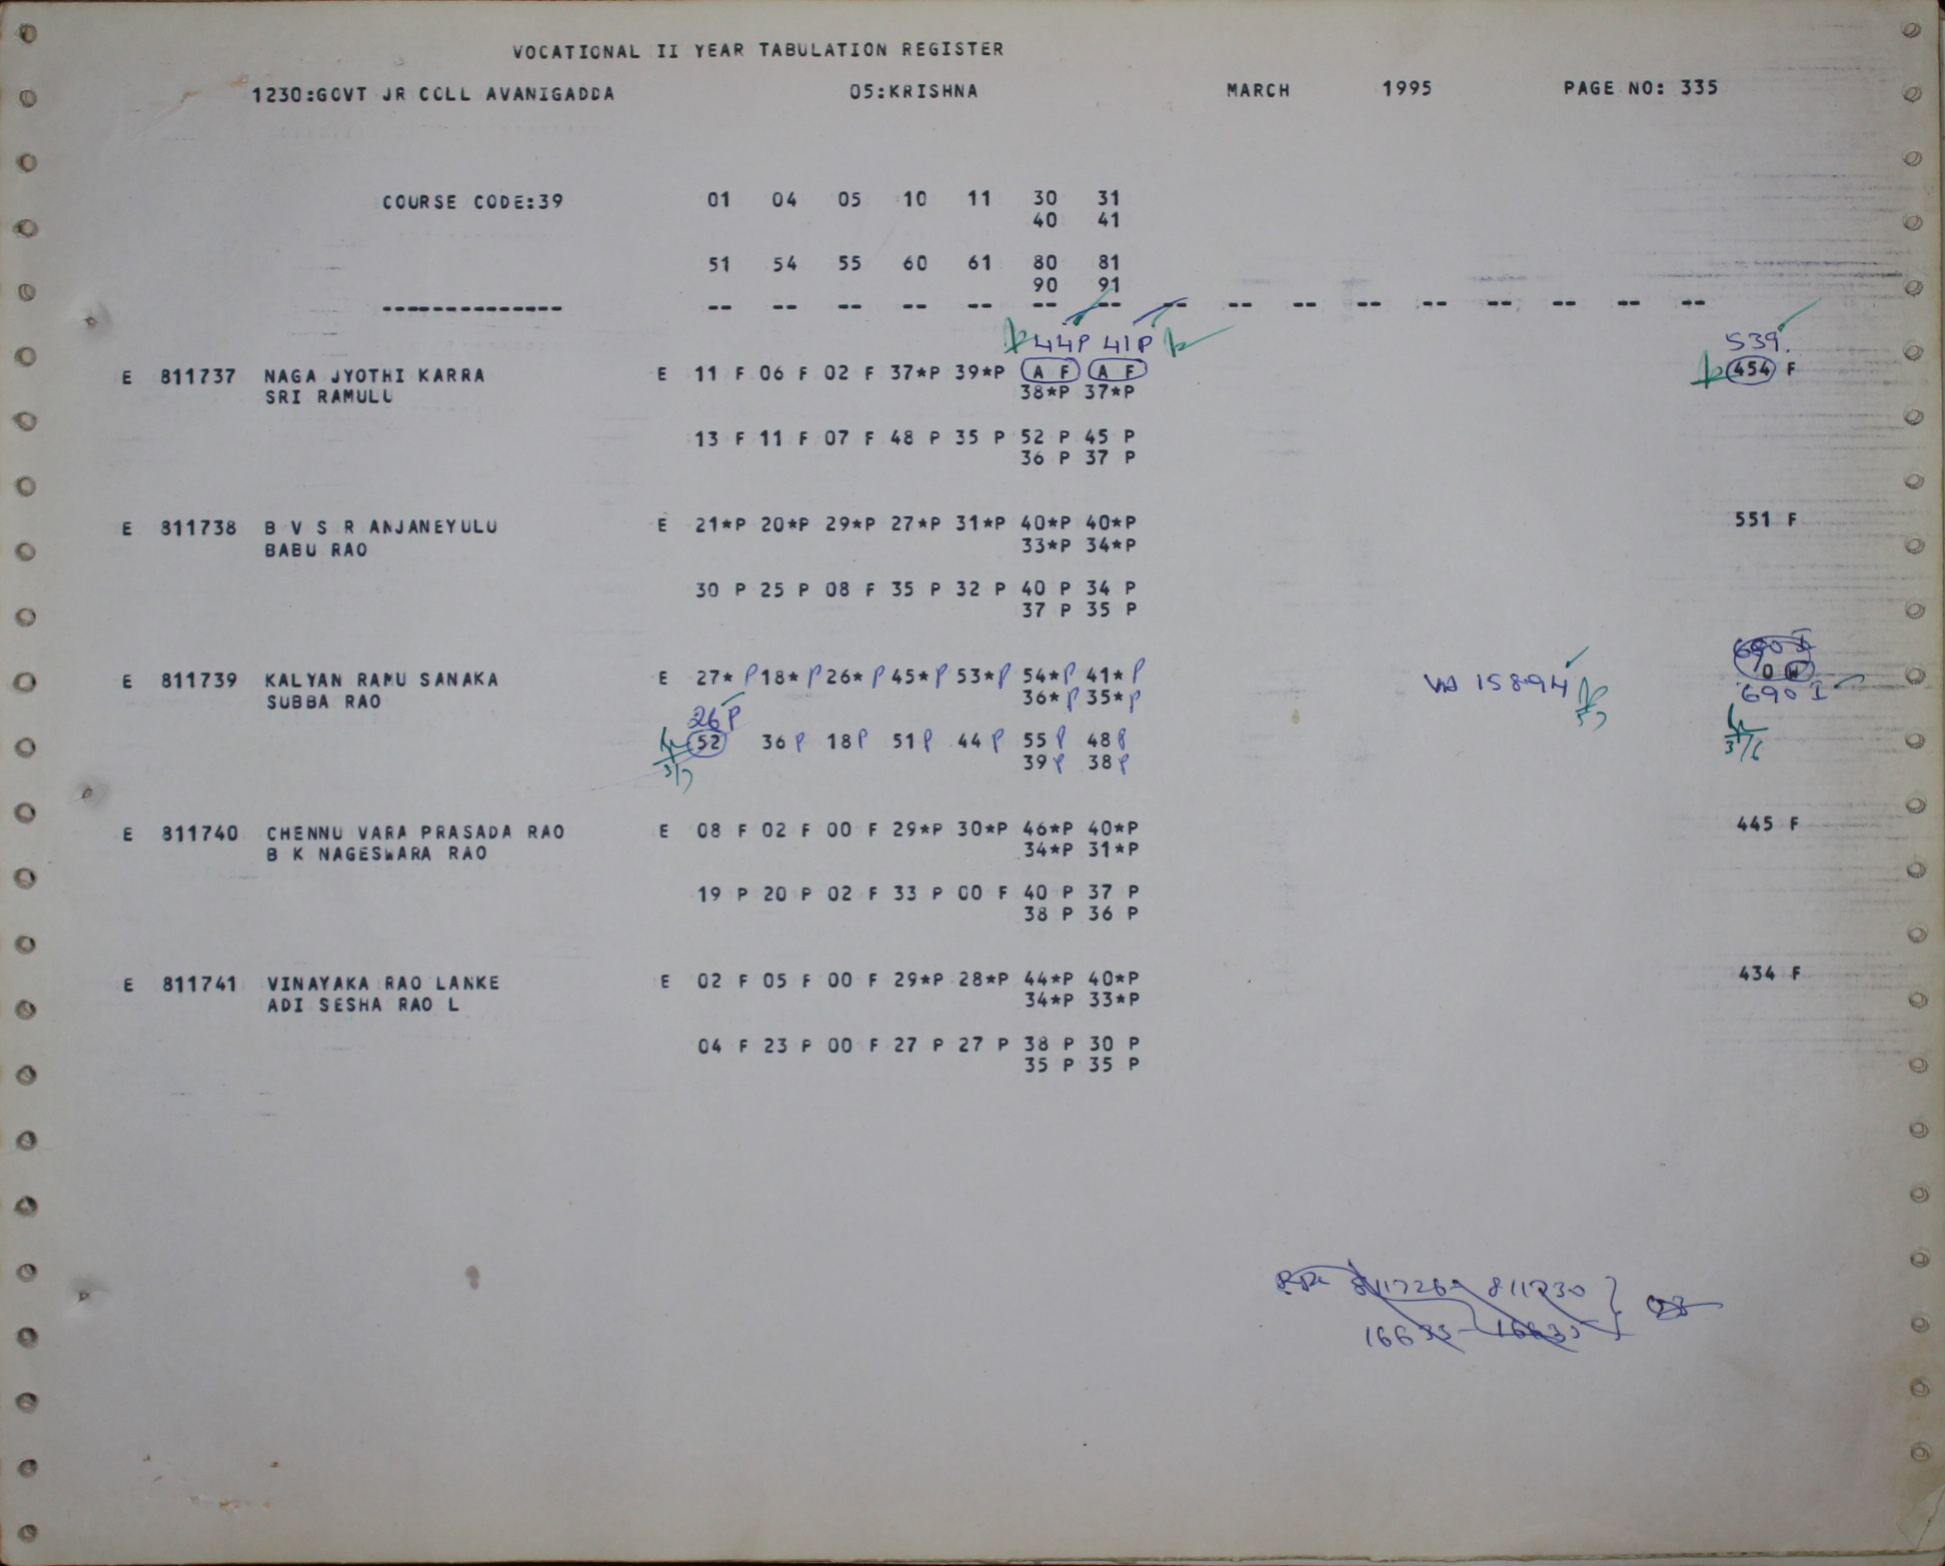 VOCATIONAL II YEAR TABULATION REGISTER
1230:GOVT JR COLL AVANIGADDA 05:KRISHNA MARCH 1995 PAGE NO: 335
COURSE CODE:39 01 04 05 10 11 30 31
40 41
51 54 55 60 61 80 81
90 91
-------------- -- -- -- -- -- -- -- -- -- -- -- -- -- -- -- --
44P 41P 539
E 811737 NAGA JYOTHI KARRA E 11 F 06 F 02 F 37*P 39*P A F A F 454 F
SRI RAMULU 38*P 37*P
13 F 11 F 07 F 48 P 35 P 52 P 45 P
36 P 37 P
E 811738 B V S R ANJANEYULU E 21*P 20*P 29*P 27*P 31*P 40*P 40*P 551 F
BABU RAO 33*P 34*P
30 P 25 P 08 F 35 P 32 P 40 P 34 P
37 P 35 P
690 I
E 811739 KALYAN RAMU SANAKA E 27* P 18* P 26* P 45* P 53* P 54* P 41* P 15894 0 W
SUBBA RAO 36* P 35* P 690 I
26 P
52 36 P 18 P 51 P 44 P 55 P 48 P
39 P 38 P
E 811740 CHENNU VARA PRASADA RAO E 08 F 02 F 00 F 29*P 30*P 46*P 40*P 445 F
B K NAGESWARA RAO 34*P 31*P
19 P 20 P 02 F 33 P 00 F 40 P 37 P
38 P 36 P
E 811741 VINAYAKA RAO LANKE E 02 F 05 F 00 F 29*P 28*P 44*P 40*P 434 F
ADI SESHA RAO L 34*P 33*P
04 F 23 P 00 F 27 P 27 P 38 P 30 P
35 P 35 P